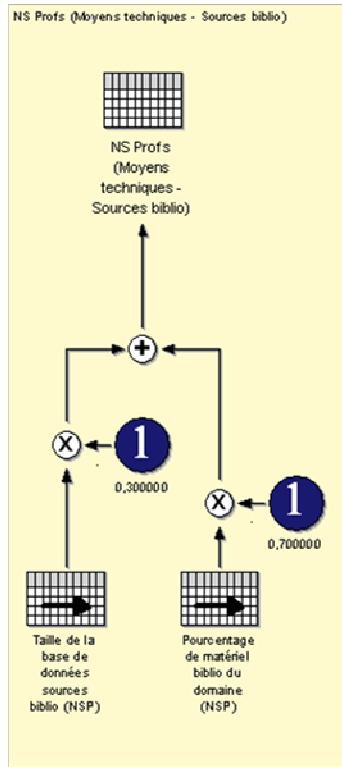 NS Profs (Moyens techniques - Sources biblio)
NS Profs
(Moyens
techniques -
Sources biblio)
+
X
1
0,300000
X
1
0,700000
Taille de la
base de
données
sources
biblio (NSP)
Pourcentage
de matériel
biblio du
domaine
(NSP)